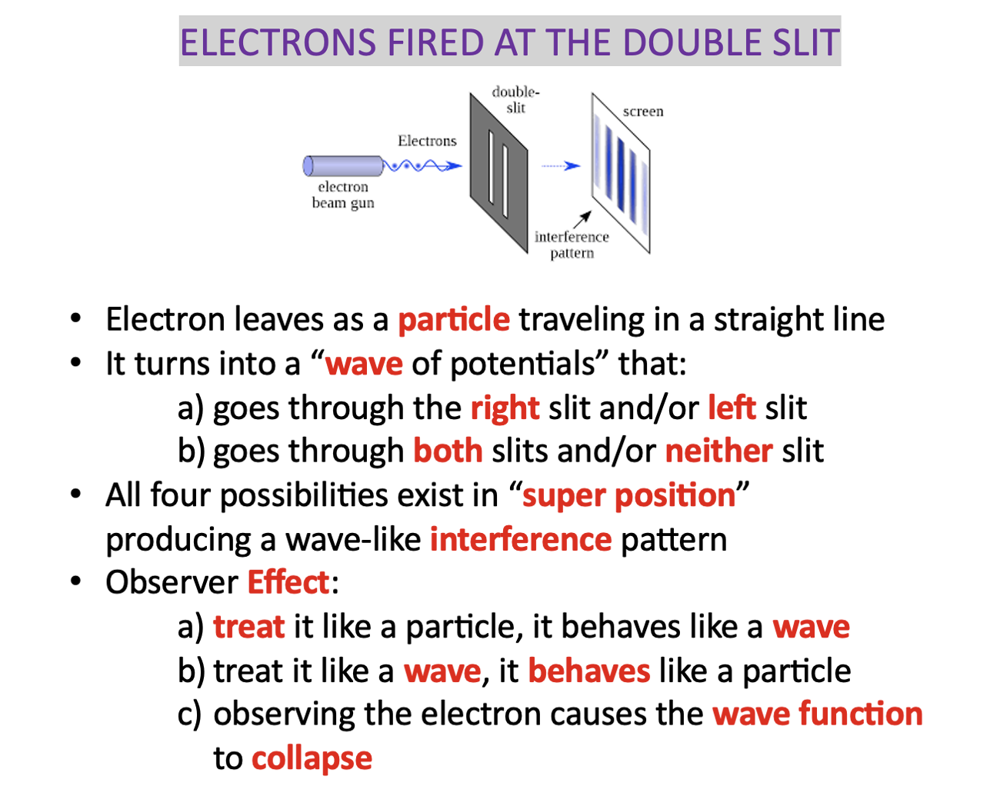 ELECTRONS FIRED AT THE DOUBLE SLIT
double-
slit
screen
Electrons
electron
beam gun
interference
pattern
• Electron leaves as a particle traveling in a straight line
• It turns into a “wave of potentials” that:
a) goes through the right slit and/or left slit
b) goes through both slits and/or neither slit
• All four possibilities exist in “super position”
producing a wave-like interference pattern
• Observer Effect:
a) treat it like a particle, it behaves like a wave
b) treat it like a wave, it behaves like a particle
c) observing the electron causes the wave function
to collapse